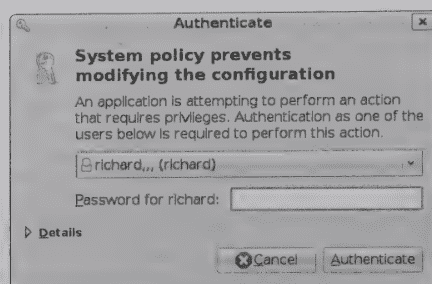 Authenticate
System policy prevents
modifying the configuration
An application is attempting to perform an action
that requires privileges. Authentication as one of the
users below is required to perform this action.
richard,,, (richard)
Password for richard:
Details
Cancel Authenticate